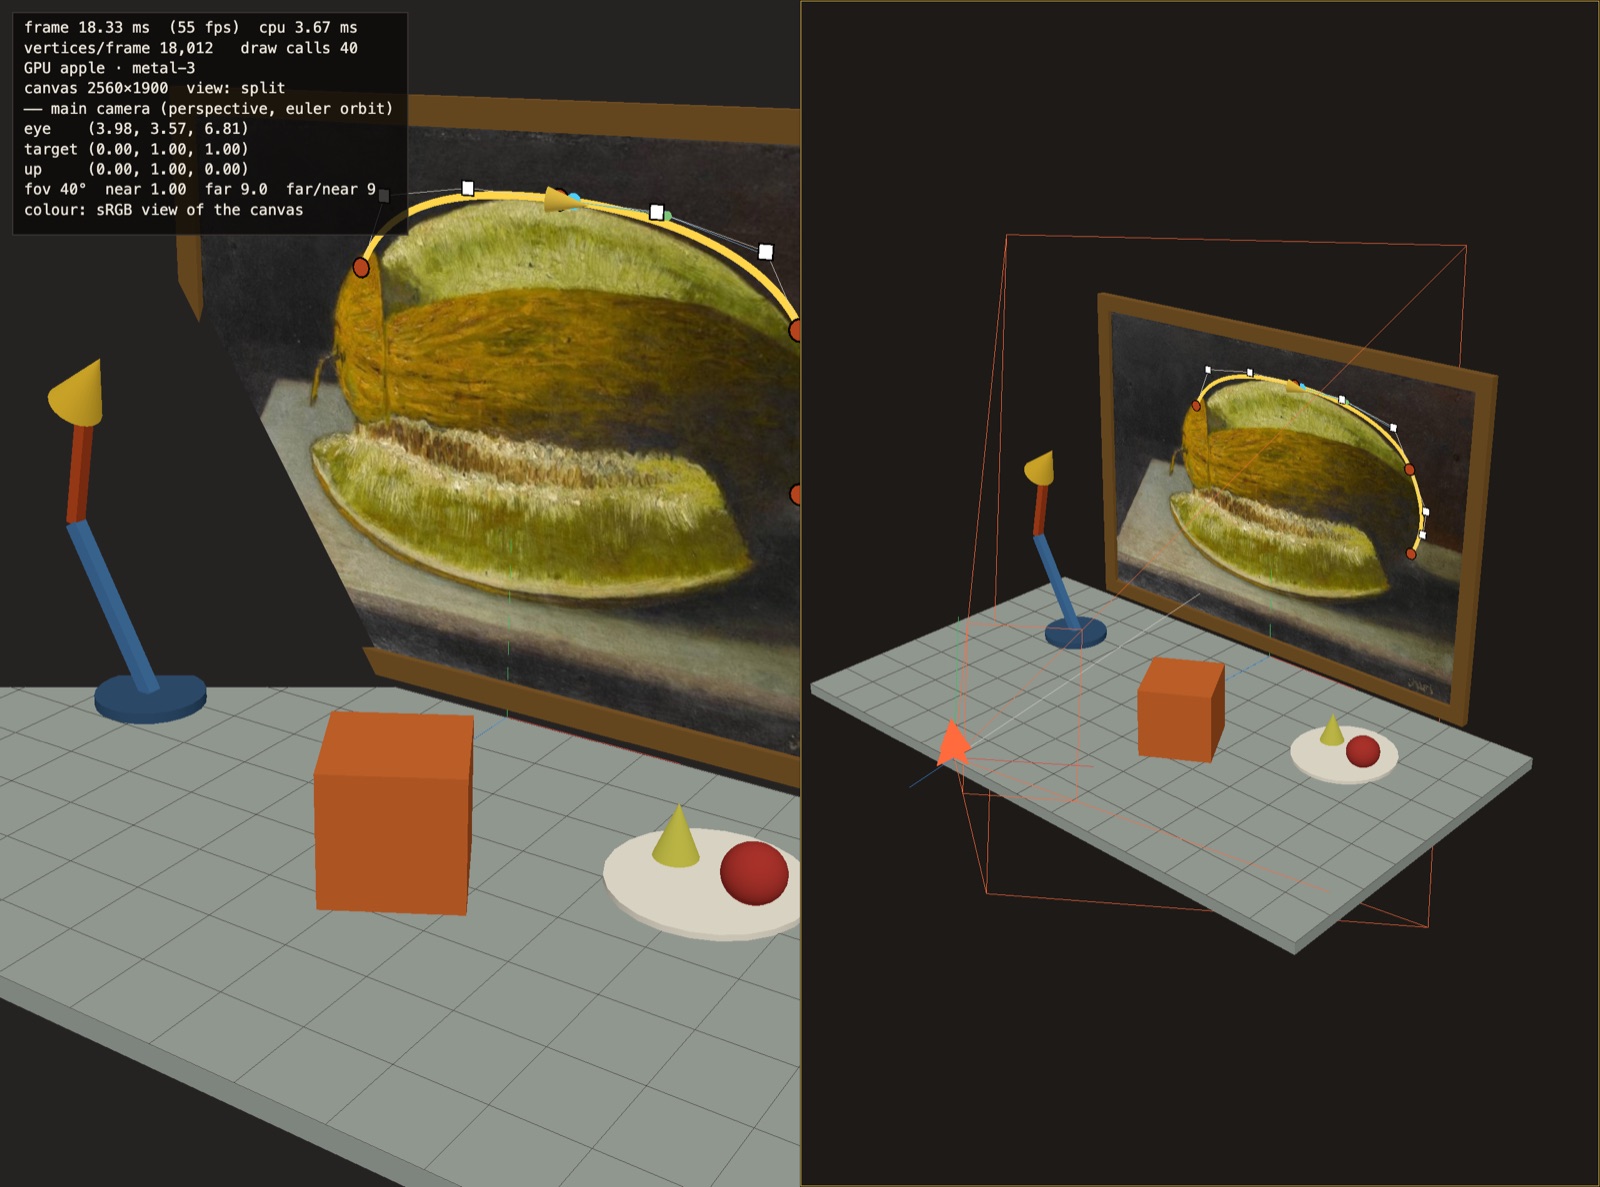 frame 18.33 ms  (55 fps)  cpu 3.67 ms
vertices/frame 18,012   draw calls 40
GPU apple · metal-3
canvas 2560×1900  view: split
── main camera (perspective, euler orbit)
eye    (3.98, 3.57, 6.81)
target (0.00, 1.00, 1.00)
up     (0.00, 1.00, 0.00)
fov 40°  near 1.00  far 9.0  far/near 9
colour: sRGB view of the canvas